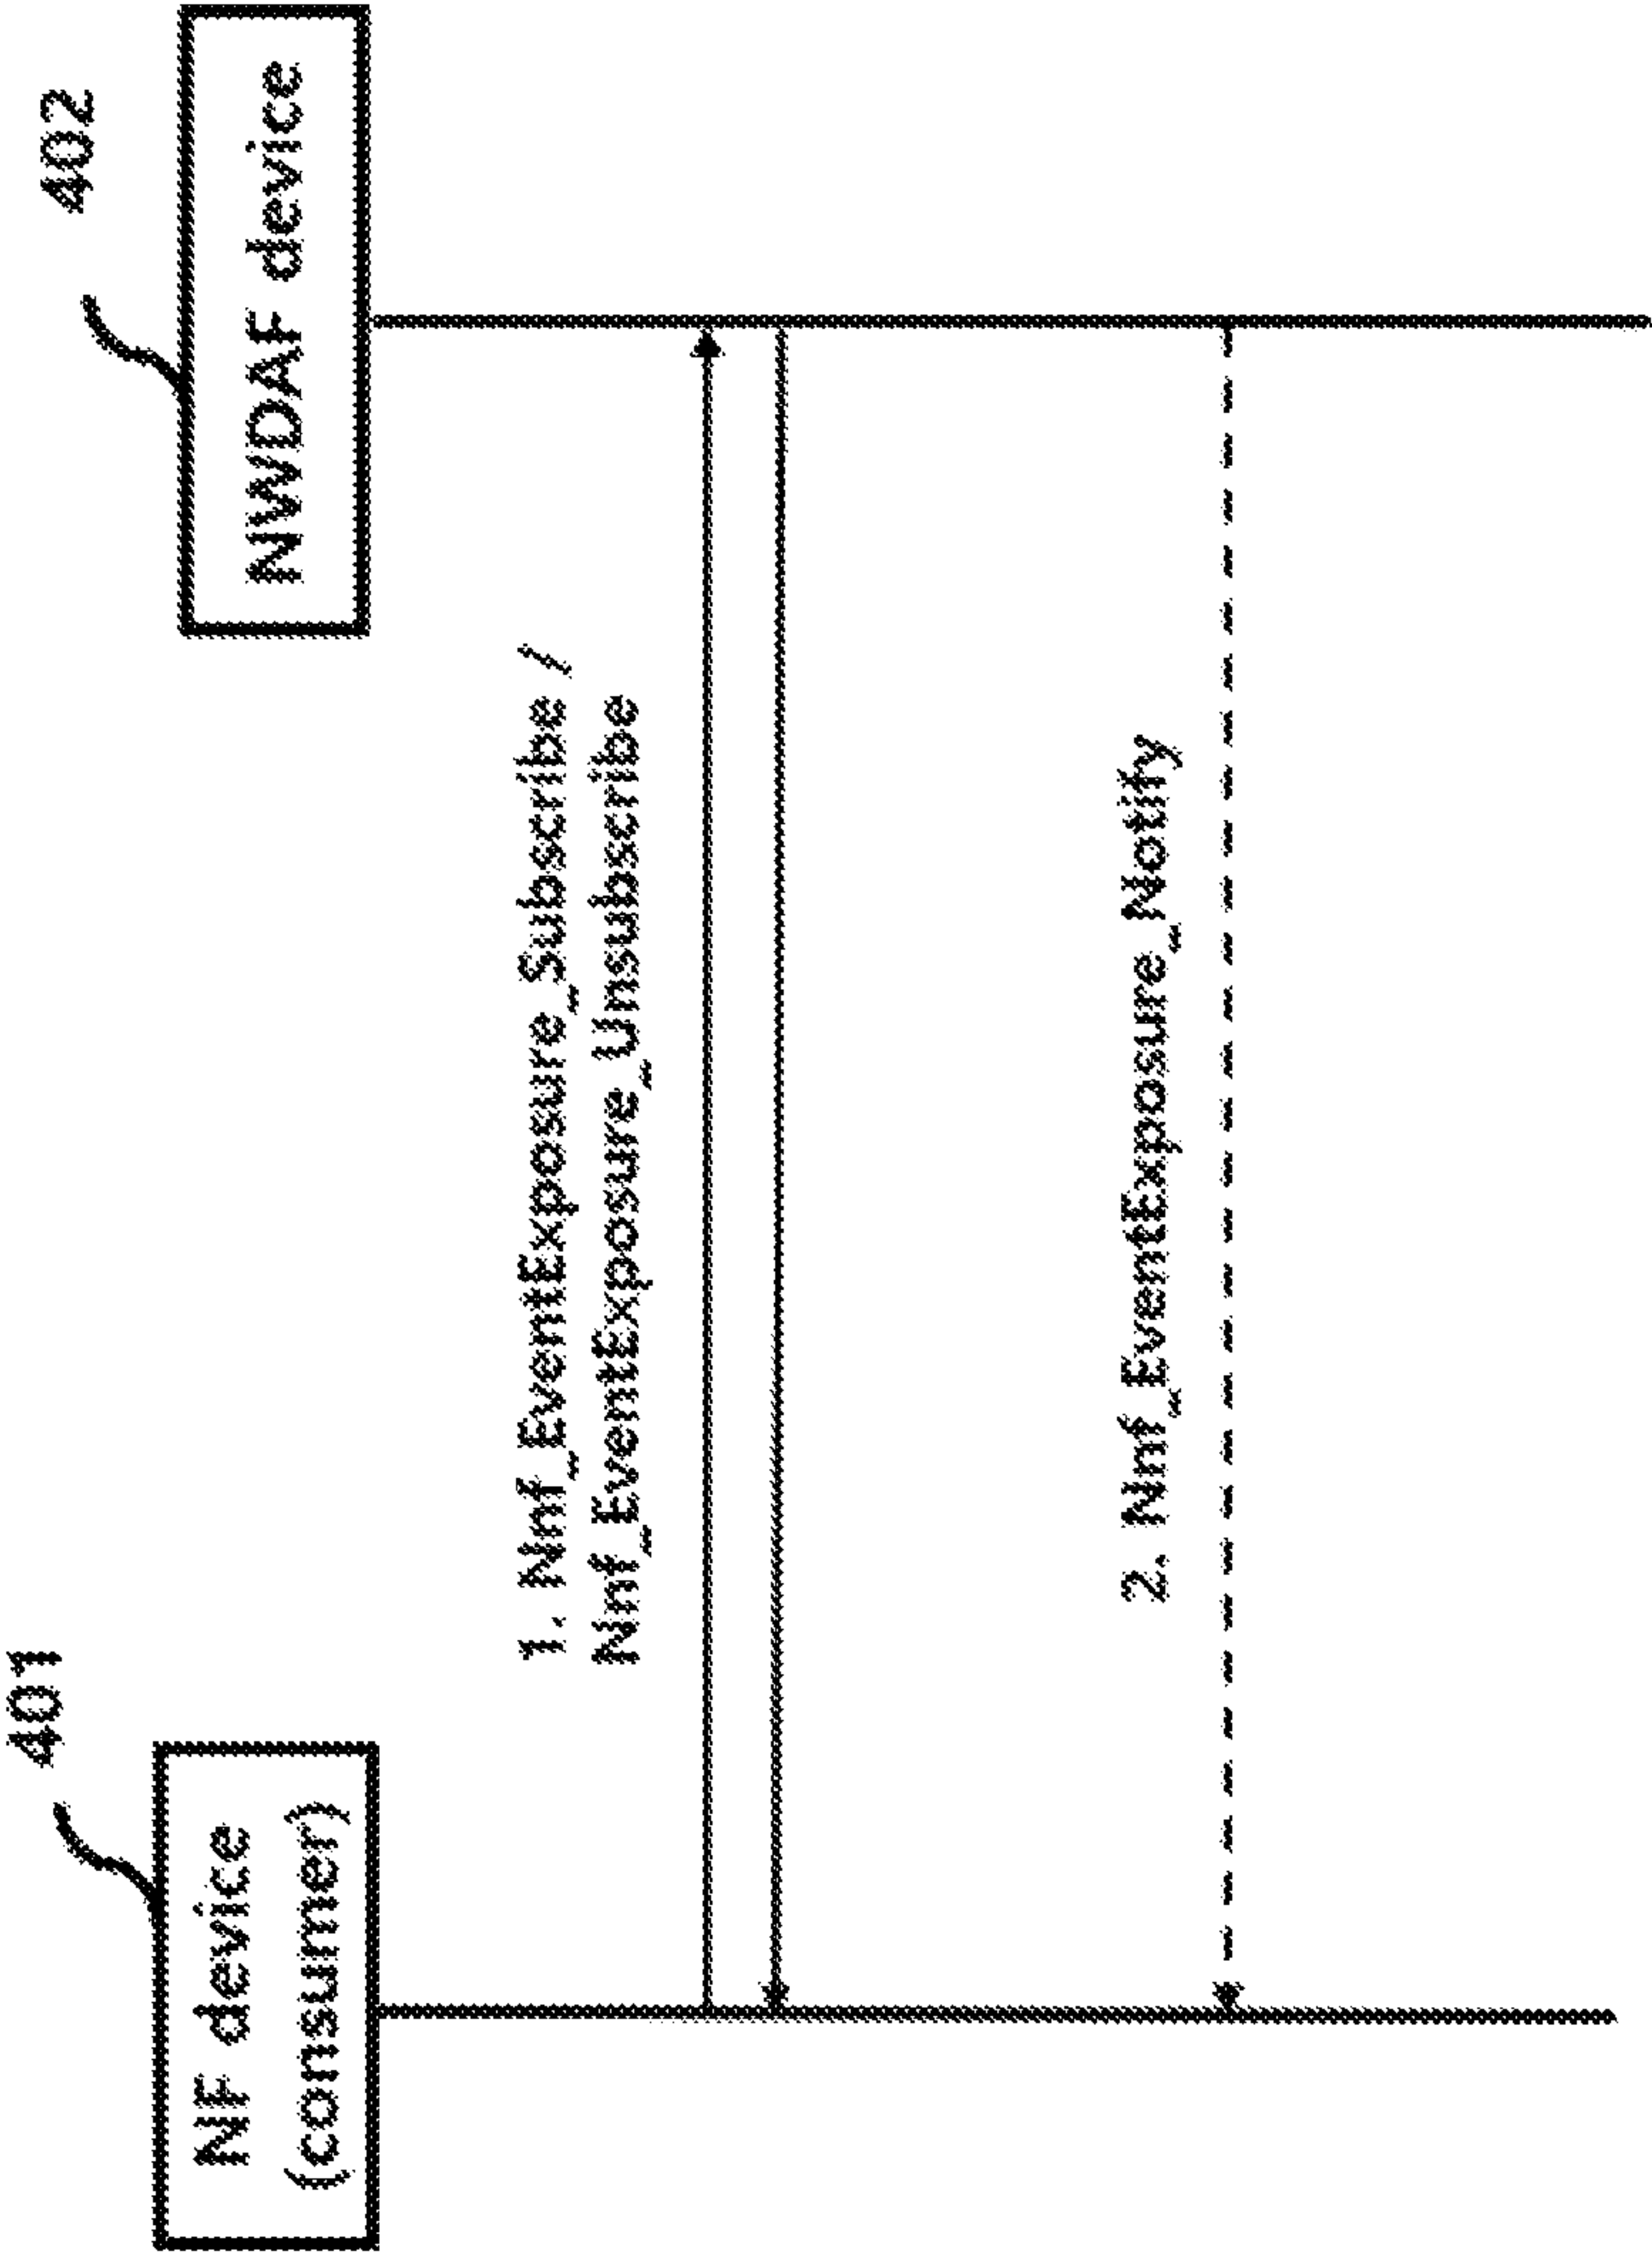 401
NF device
(consumer)
402
NWDAF device
1. Nnf_EventExposure_Subscribe /
Nnf_EventExposure_Unsubscribe
2. Nnf_EventExposure_Notify